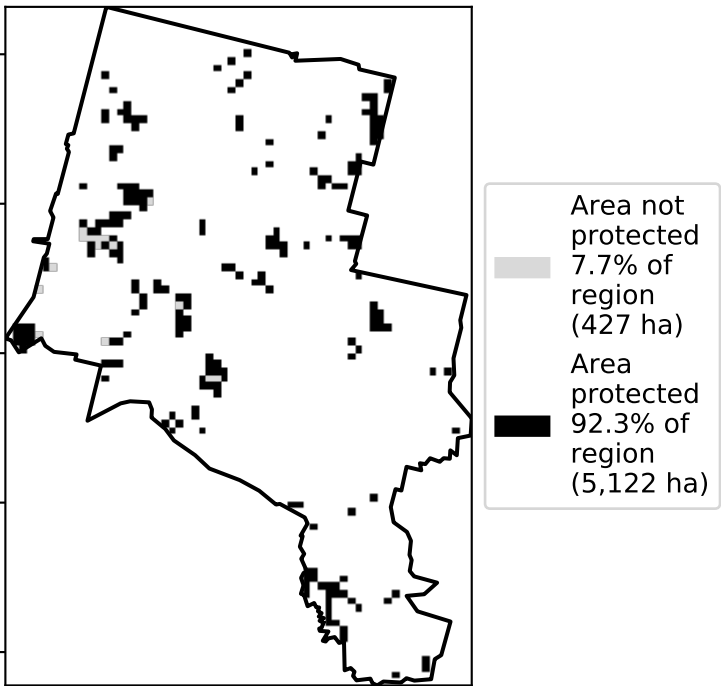 Area not
protected
7.7% of
region
(427 ha)
Area
protected
92.3% of
region
(5,122 ha)